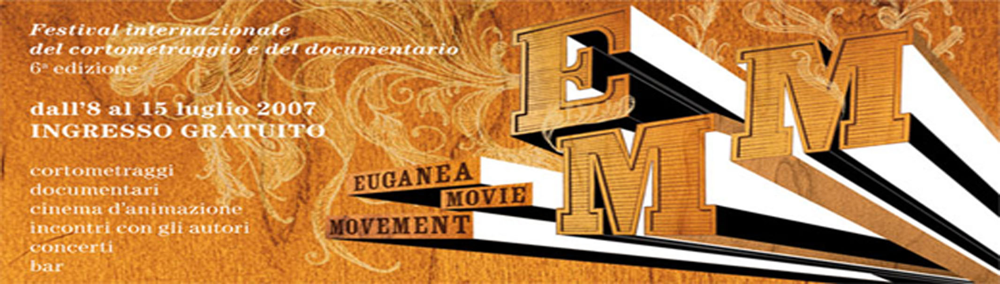 Festival internazionale
del cortometraggio e del documentario
6ª edizione
dall'8 al 15 luglio 2007
INGRESSO GRATUITO
cortometraggi
documentari
cinema d'animazione
incontri con gli autori
concerti
bar
E M
M
EUGANEA
MOVIE
MOVEMENT